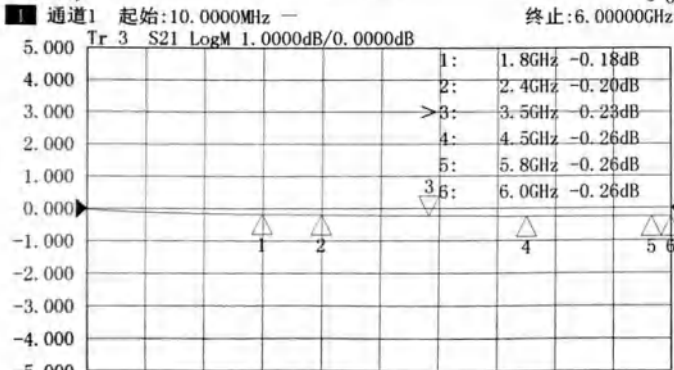 1 通道1 起始:10.0000MHz — 终止:6.00000GHz
Tr 3 S21 LogM 1.0000dB/0.0000dB
5.000
1: 1.8GHz -0.18dB
4.000
2: 2.4GHz -0.20dB
3.000
>3: 3.5GHz -0.23dB
2.000
4: 4.5GHz -0.26dB
1.000
5: 5.8GHz -0.26dB
3
6: 6.0GHz -0.26dB
0.000
-1.000
1 2 4 5 6
-2.000
-3.000
-4.000
-5.000